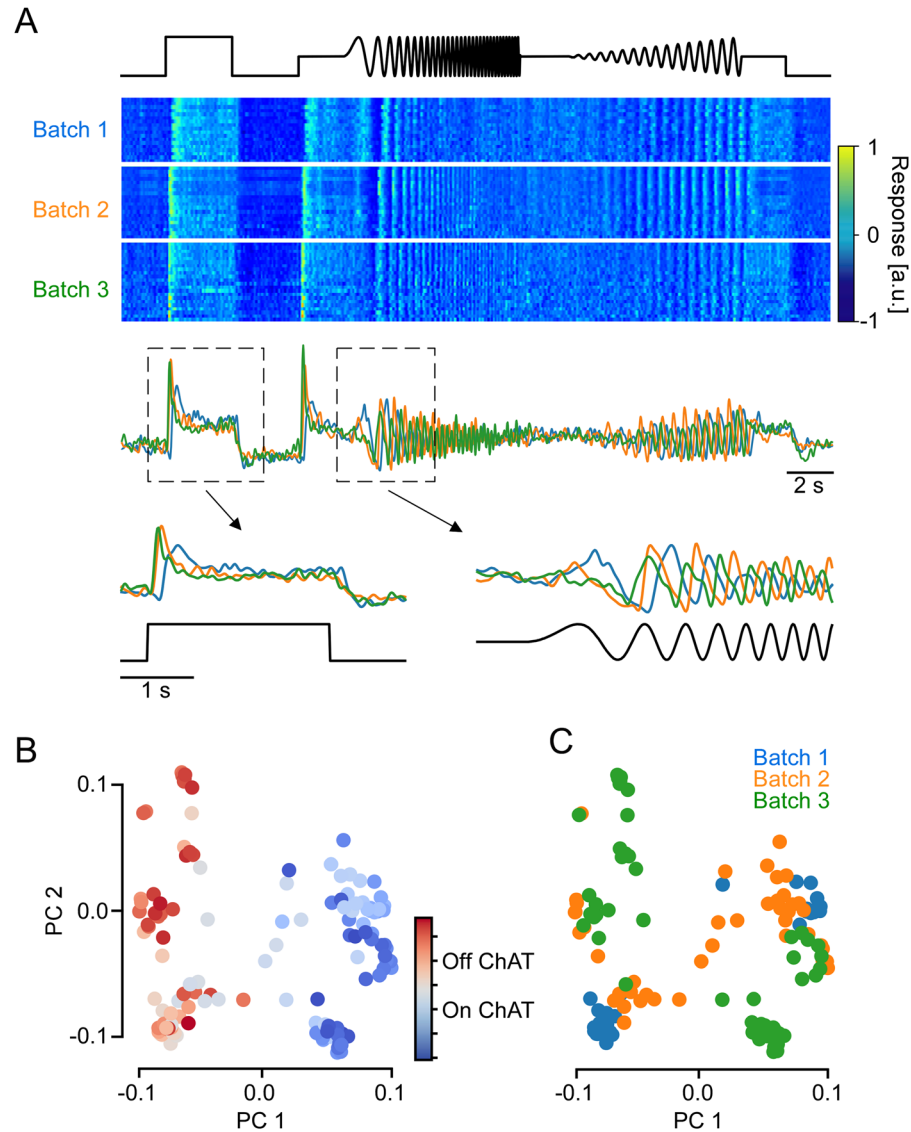 A
Batch 1
Batch 2
Batch 3
1
0
-1
Response [a.u.]
2 s
1 s
B
0.1
0.0
-0.1
PC 2
-0.1
0.0
0.1
PC 1
Off ChAT
On ChAT
C
Batch 1
Batch 2
Batch 3
-0.1
0.0
0.1
PC 1